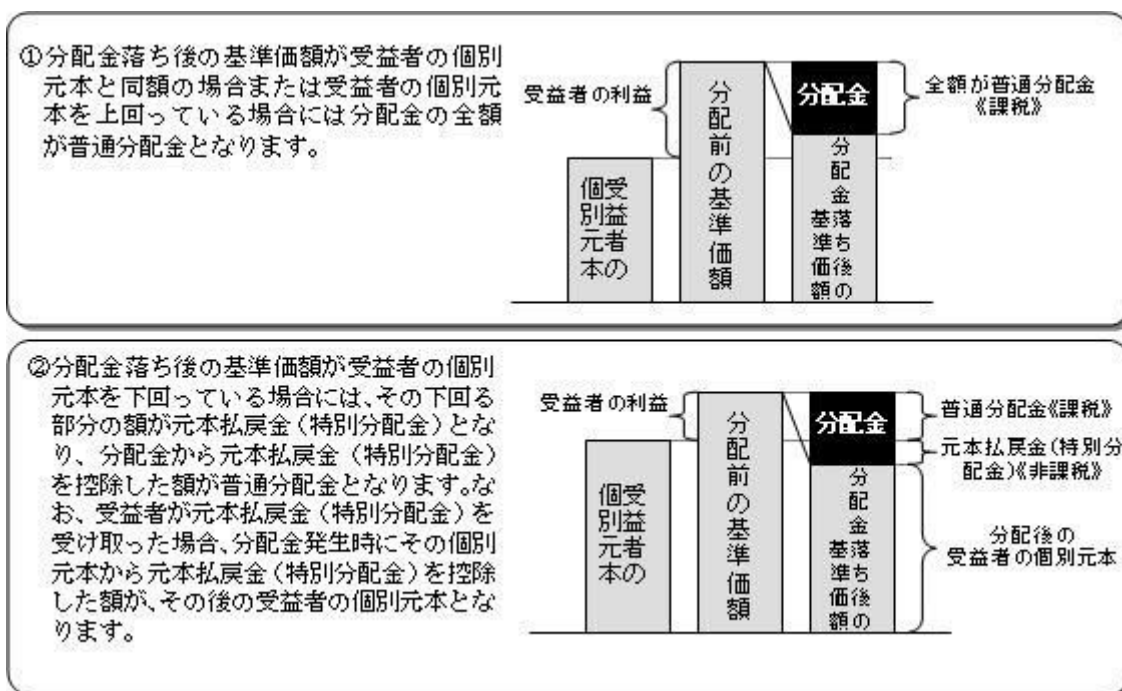 ①分配金落ち後の基準価額が受益者の個別
元本と同額の場合または受益者の個別元
本を上回っている場合には分配金の全額
が普通分配金となります。
受益者の利益
受益者の
個別元本
分配前の基準価額
分配金
分配金落ち後の
基準価額
全額が普通分配金
《課税》
②分配金落ち後の基準価額が受益者の個別
元本を下回っている場合には、その下回る
部分の額が元本払戻金（特別分配金）とな
り、分配金から元本払戻金（特別分配金）
を控除した額が普通分配金となります。な
お、受益者が元本払戻金（特別分配金）を
受け取った場合、分配金発生時にその個別
元本から元本払戻金（特別分配金）を控除
した額が、その後の受益者の個別元本とな
ります。
受益者の利益
受益者の
個別元本
分配前の基準価額
分配金
分配金落ち後の
基準価額
普通分配金《課税》
元本払戻金（特別分
配金）《非課税》
分配後の
受益者の個別元本